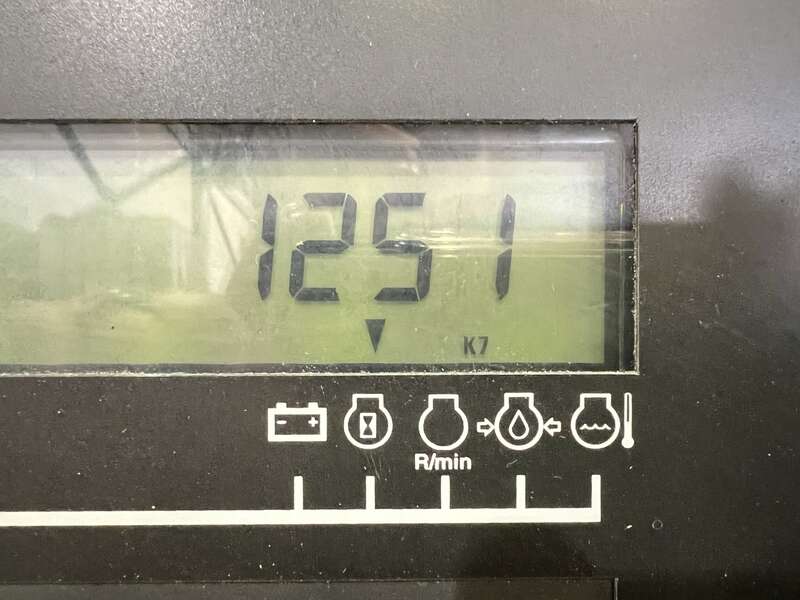 1251
K7
- +
R/min